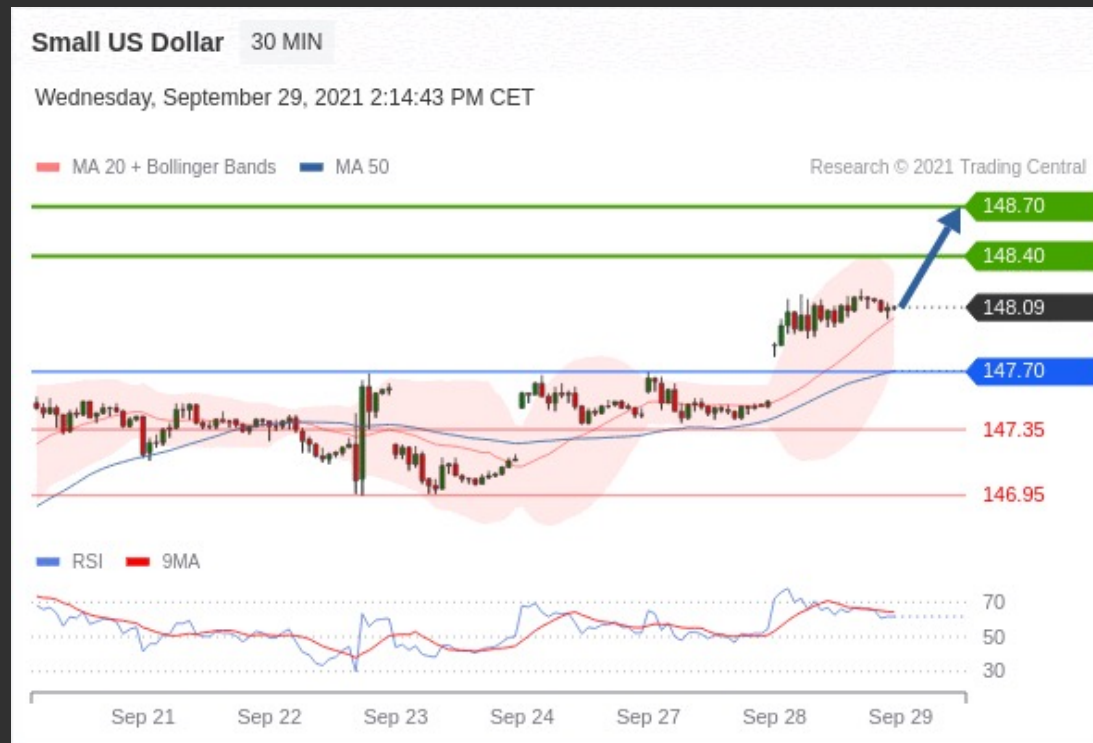 Small US Dollar 30 MIN
Wednesday, September 29, 2021 2:14:43 PM CET
MA 20 + Bollinger Bands MA 50 Research © 2021 Trading Central
148.70
148.40
148.09
147.70
147.35
146.95
RSI 9MA
70
50
30
Sep 21 Sep 22 Sep 23 Sep 24 Sep 27 Sep 28 Sep 29